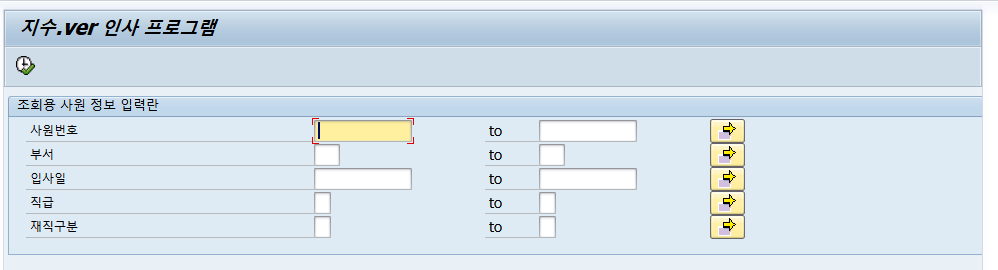 지수.ver 인사 프로그램
조회용 사원 정보 입력란
사원번호 to
부서 to
입사일 to
직급 to
재직구분 to